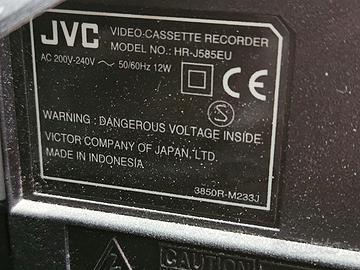 JVC
VIDEO-CASSETTE RECORDER
MODEL NO.: HR-J585EU
AC 200V-240V ~ 50/60Hz 12W
CE
S
WARNING : DANGEROUS VOLTAGE INSIDE.
VICTOR COMPANY OF JAPAN, LTD.
MADE IN INDONESIA
3850R-M233J
CAUTION